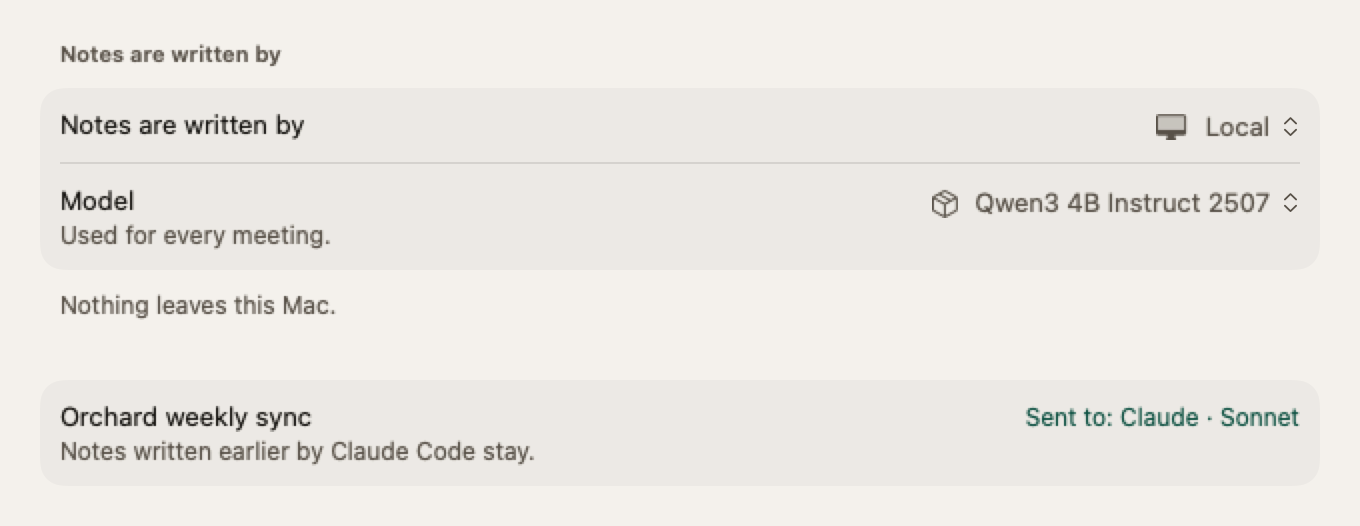 Notes are written by
Notes are written by
Local
Model
Qwen3 4B Instruct 2507
Used for every meeting.
Nothing leaves this Mac.
Orchard weekly sync
Sent to: Claude · Sonnet
Notes written earlier by Claude Code stay.